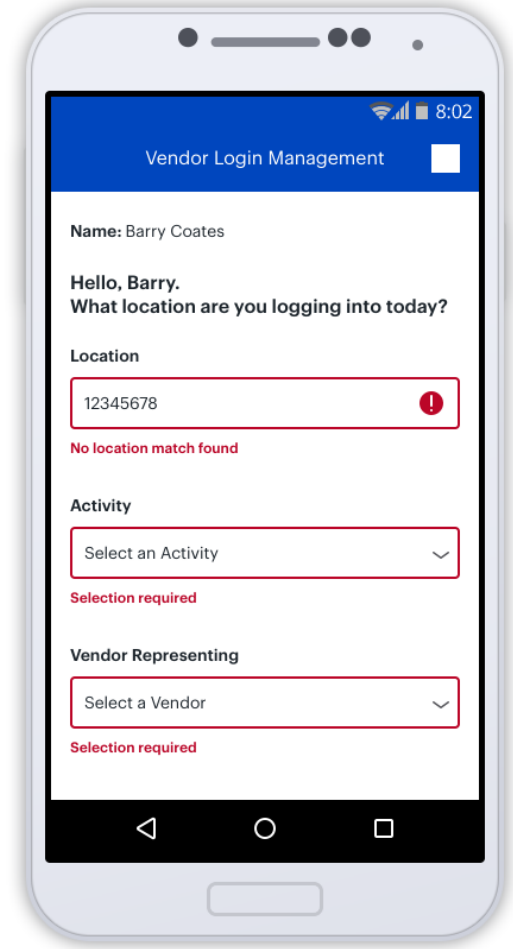 8:02
Vendor Login Management
Name: Barry Coates
Hello, Barry.
What location are you logging into today?
Location
12345678
No location match found
Activity
Select an Activity
Selection required
Vendor Representing
Select a Vendor
Selection required